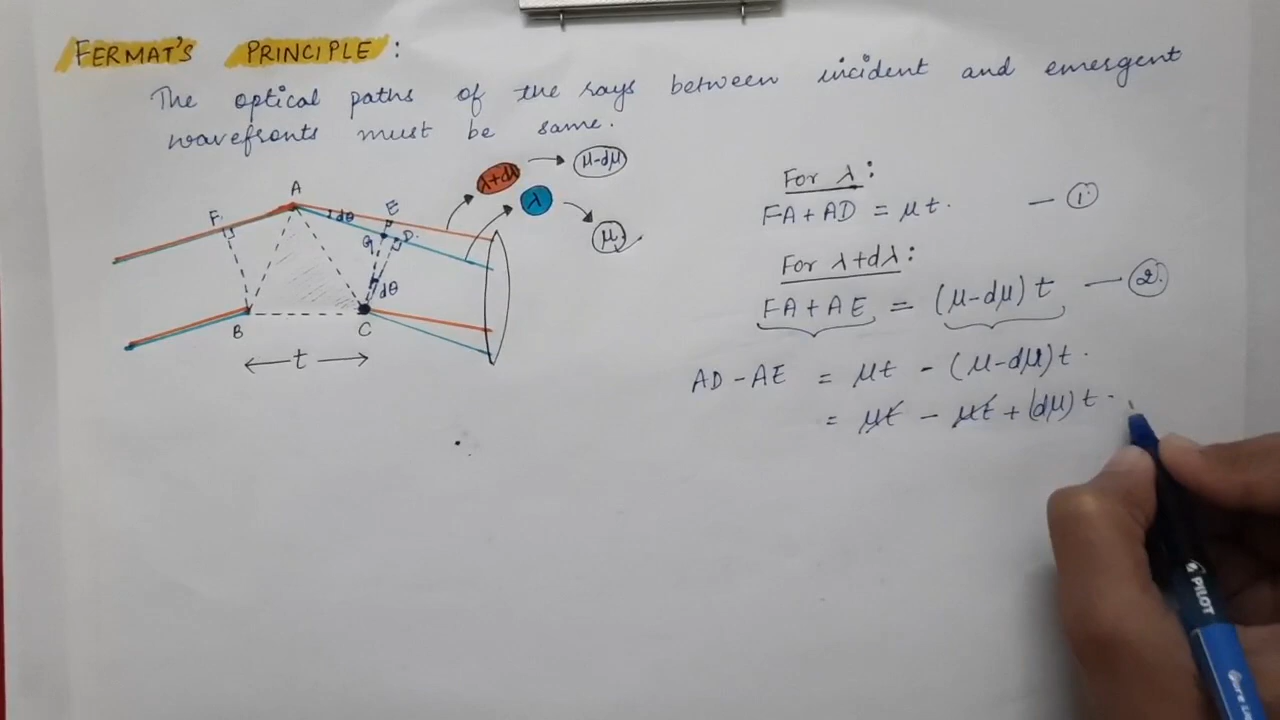 FERMAT'S PRINCIPLE :
The optical paths of the rays between incident and emergent
wavefronts must be same.
λ+dλ → μ-dμ
λ
μ
A
F
dθ
E
P
G
D
dθ
B
C
t
For λ :
FA + AD = μt. — ①
For λ+dλ :
FA + AE = (μ-dμ) t — ②
AD - AE = μt - (μ-dμ)t.
= μt - μt + (dμ) t.
PILOT